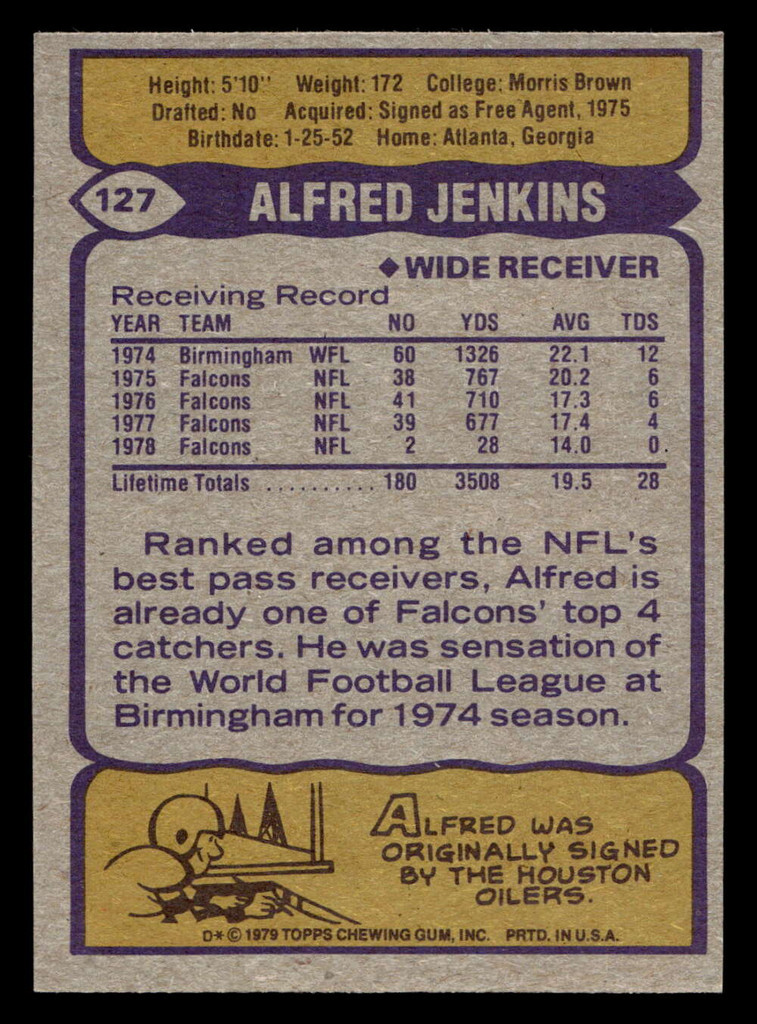 Height: 5'10'' Weight: 172 College: Morris Brown
Drafted: No Acquired: Signed as Free Agent, 1975
Birthdate: 1-25-52 Home: Atlanta, Georgia
127 ALFRED JENKINS
◆ WIDE RECEIVER
Receiving Record
YEAR TEAM NO YDS AVG TDS
1974 Birmingham WFL 60 1326 22.1 12
1975 Falcons NFL 38 767 20.2 6
1976 Falcons NFL 41 710 17.3 6
1977 Falcons NFL 39 677 17.4 4
1978 Falcons NFL 2 28 14.0 0
Lifetime Totals .......... 180 3508 19.5 28
Ranked among the NFL's
best pass receivers, Alfred is
already one of Falcons' top 4
catchers. He was sensation of
the World Football League at
Birmingham for 1974 season.
ALFRED WAS
ORIGINALLY SIGNED
BY THE HOUSTON
OILERS.
D* © 1979 TOPPS CHEWING GUM, INC. PRTD. IN U.S.A.